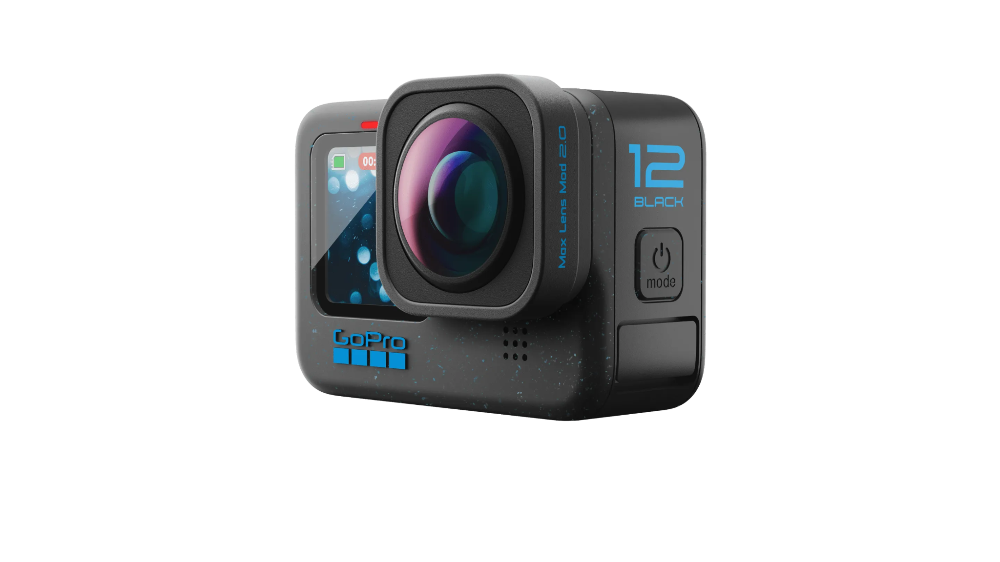 00:
GoPro
Max Lens Mod 2.0
12
BLACK
mode